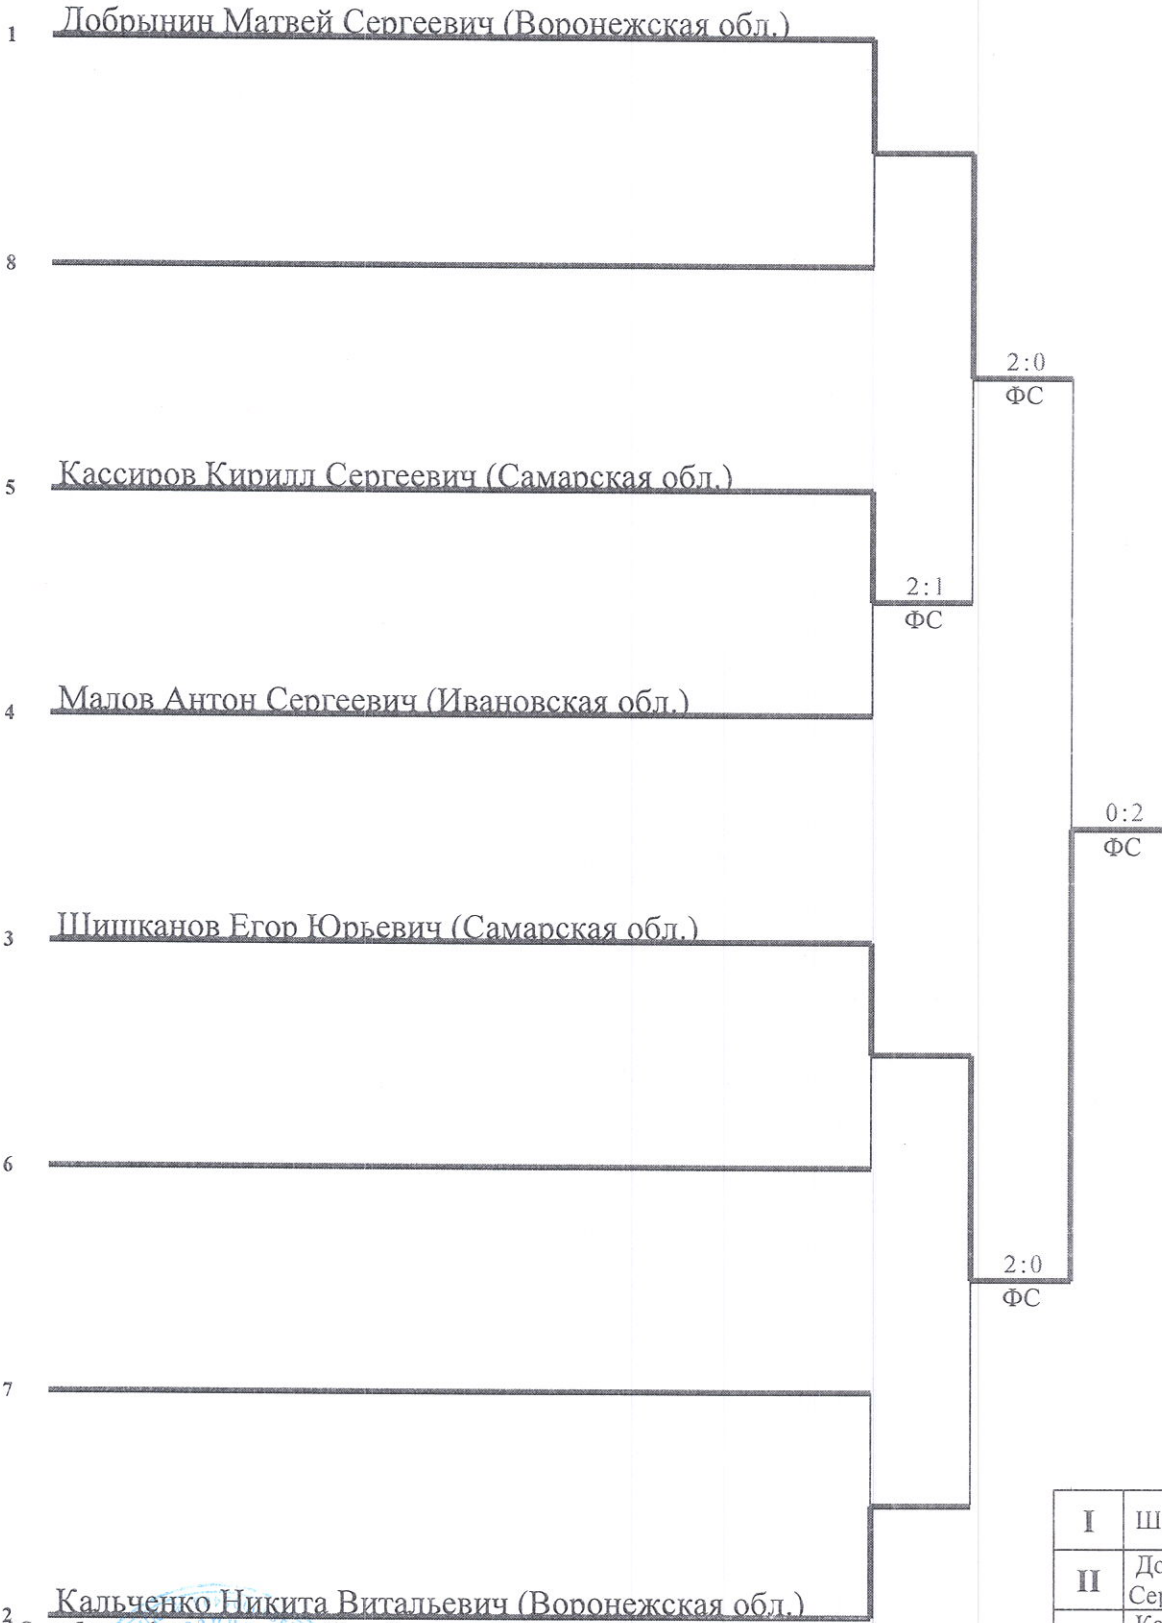 1 Добрынин Матвей Сергеевич (Воронежская обл.)
8
2:0
ФС
5 Кассиров Кирилл Сергеевич (Самарская обл.)
2:1
ФС
4 Малов Антон Сергеевич (Ивановская обл.)
0:2
ФС
3 Шишканов Егор Юрьевич (Самарская обл.)
6
2:0
ФС
7
I Ш
II До
Сер
2 Кальченко Никита Витальевич (Воронежская обл.)